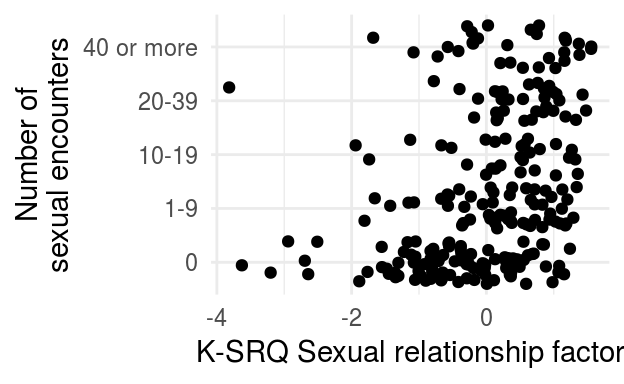 Number of
sexual encounters
40 or more
20-39
10-19
1-9
0
-4
-2
0
K-SRQ Sexual relationship factor